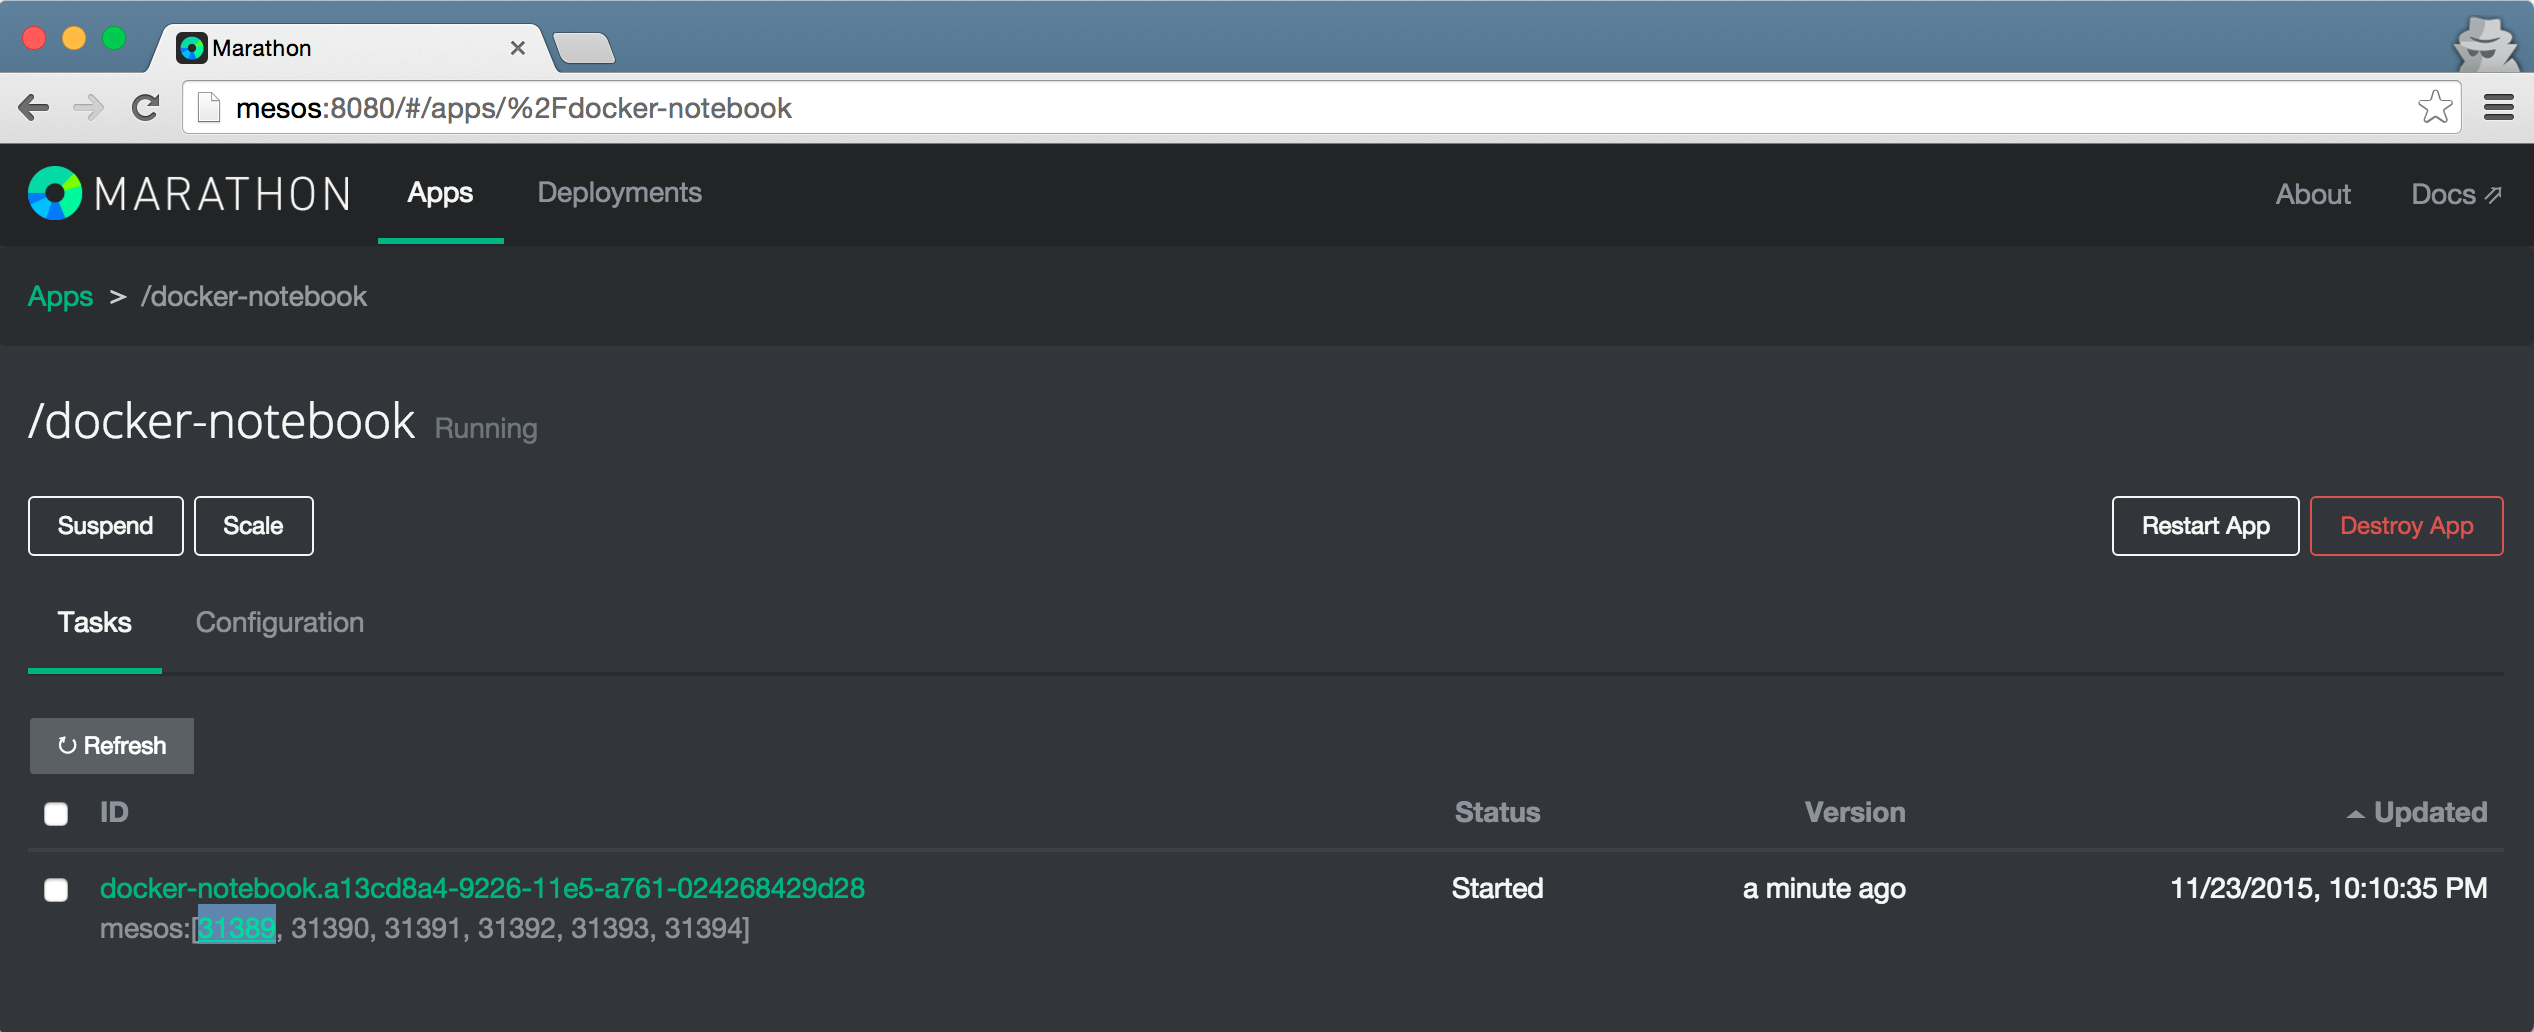 Marathon
mesos:8080/#/apps/%2Fdocker-notebook
MARATHON Apps Deployments About Docs
Apps > /docker-notebook
/docker-notebook Running
Suspend Scale Restart App Destroy App
Tasks Configuration
Refresh
ID Status Version Updated
docker-notebook.a13cd8a4-9226-11e5-a761-024268429d28 Started a minute ago 11/23/2015, 10:10:35 PM
mesos:[31389, 31390, 31391, 31392, 31393, 31394]